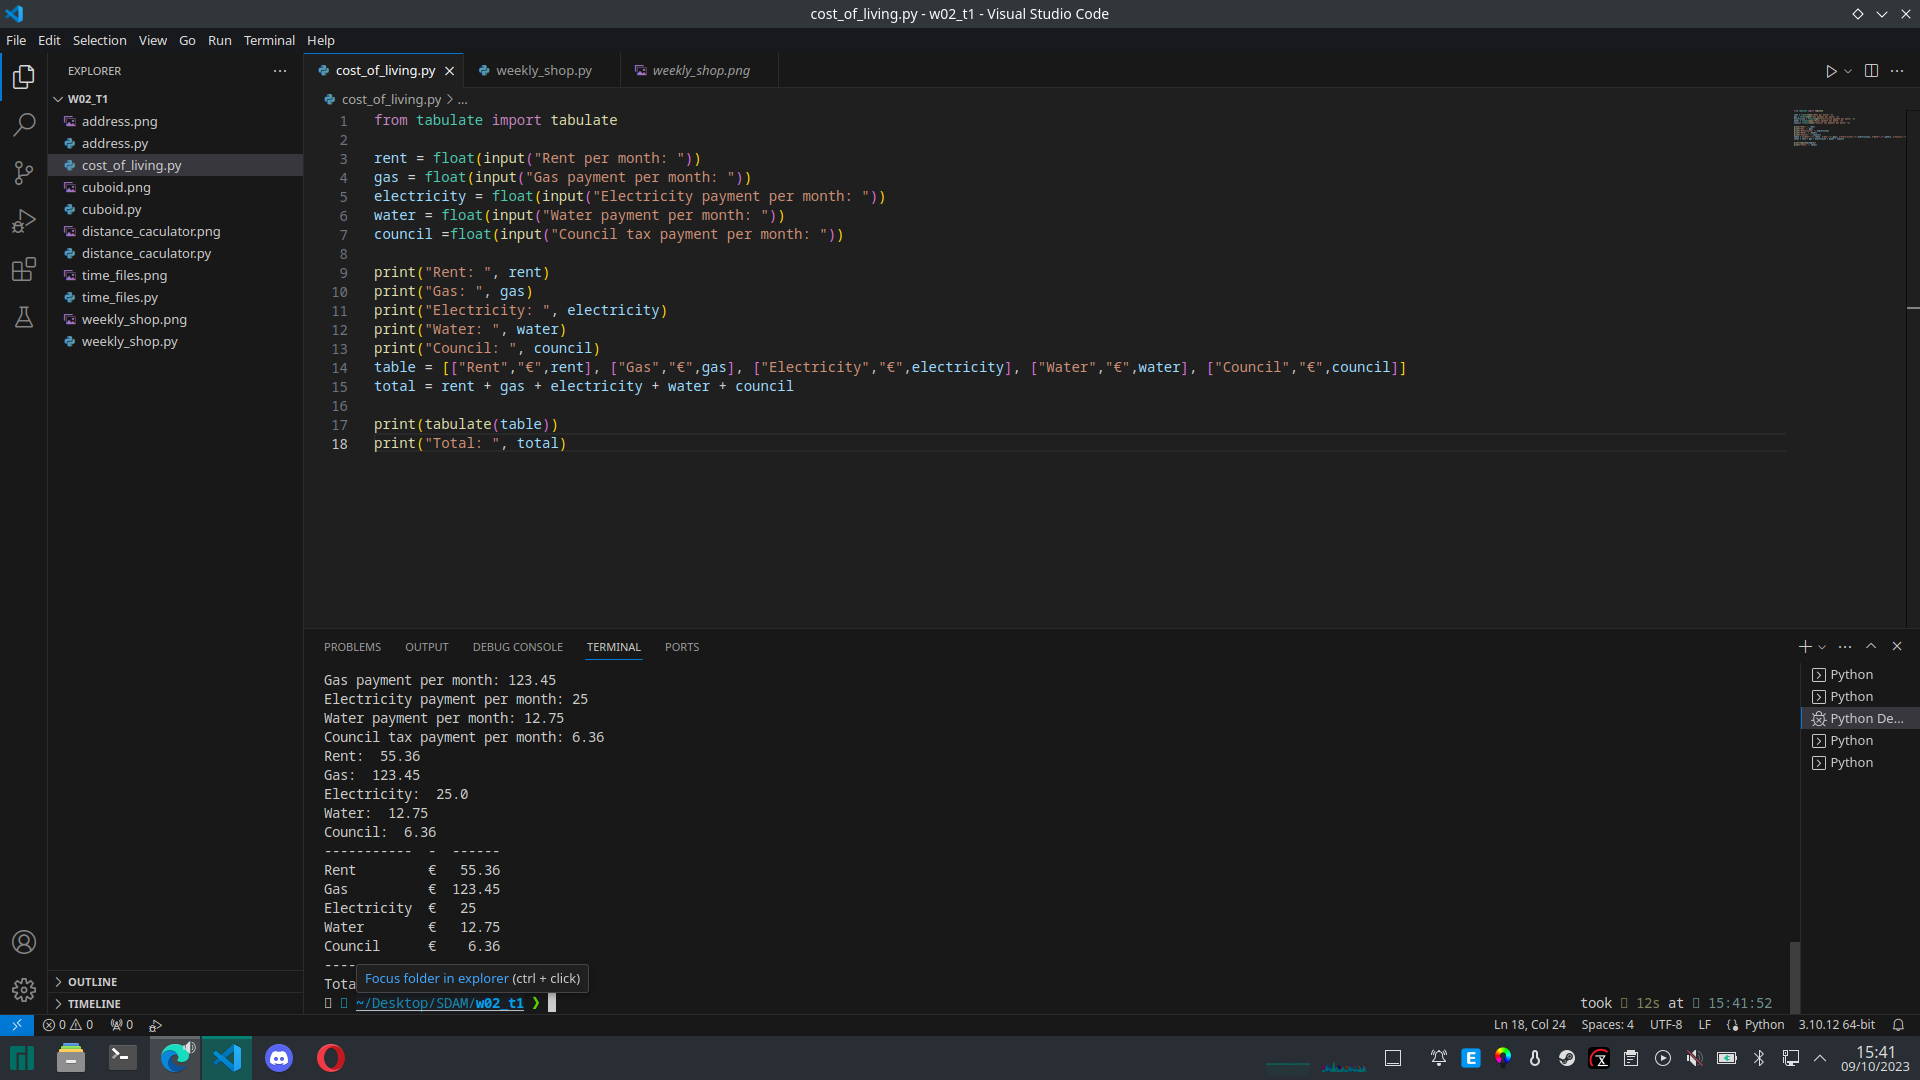 cost_of_living.py - w02_t1 - Visual Studio Code
File Edit Selection View Go Run Terminal Help
EXPLORER
W02_T1
address.png
address.py
cost_of_living.py
cuboid.png
cuboid.py
distance_caculator.png
distance_caculator.py
time_files.png
time_files.py
weekly_shop.png
weekly_shop.py
OUTLINE
TIMELINE
cost_of_living.py weekly_shop.py weekly_shop.png
cost_of_living.py > ...
1 from tabulate import tabulate
2
3 rent = float(input("Rent per month: "))
4 gas = float(input("Gas payment per month: "))
5 electricity = float(input("Electricity payment per month: "))
6 water = float(input("Water payment per month: "))
7 council =float(input("Council tax payment per month: "))
8
9 print("Rent: ", rent)
10 print("Gas: ", gas)
11 print("Electricity: ", electricity)
12 print("Water: ", water)
13 print("Council: ", council)
14 table = [["Rent","€",rent], ["Gas","€",gas], ["Electricity","€",electricity], ["Water","€",water], ["Council","€",council]]
15 total = rent + gas + electricity + water + council
16
17 print(tabulate(table))
18 print("Total: ", total)
PROBLEMS OUTPUT DEBUG CONSOLE TERMINAL PORTS
Gas payment per month: 123.45
Electricity payment per month: 25
Water payment per month: 12.75
Council tax payment per month: 6.36
Rent:  55.36
Gas:  123.45
Electricity:  25.0
Water:  12.75
Council:  6.36
-----------  -  ------
Rent         €   55.36
Gas          €  123.45
Electricity  €   25
Water        €   12.75
Council      €    6.36
----
Tota
Focus folder in explorer (ctrl + click)
~/Desktop/SDAM/w02_t1 ❯
took 12s at 15:41:52
Python
Python
Python De...
Python
Python
0 0 0
Ln 18, Col 24 Spaces: 4 UTF-8 LF Python 3.10.12 64-bit
E
15:41
09/10/2023